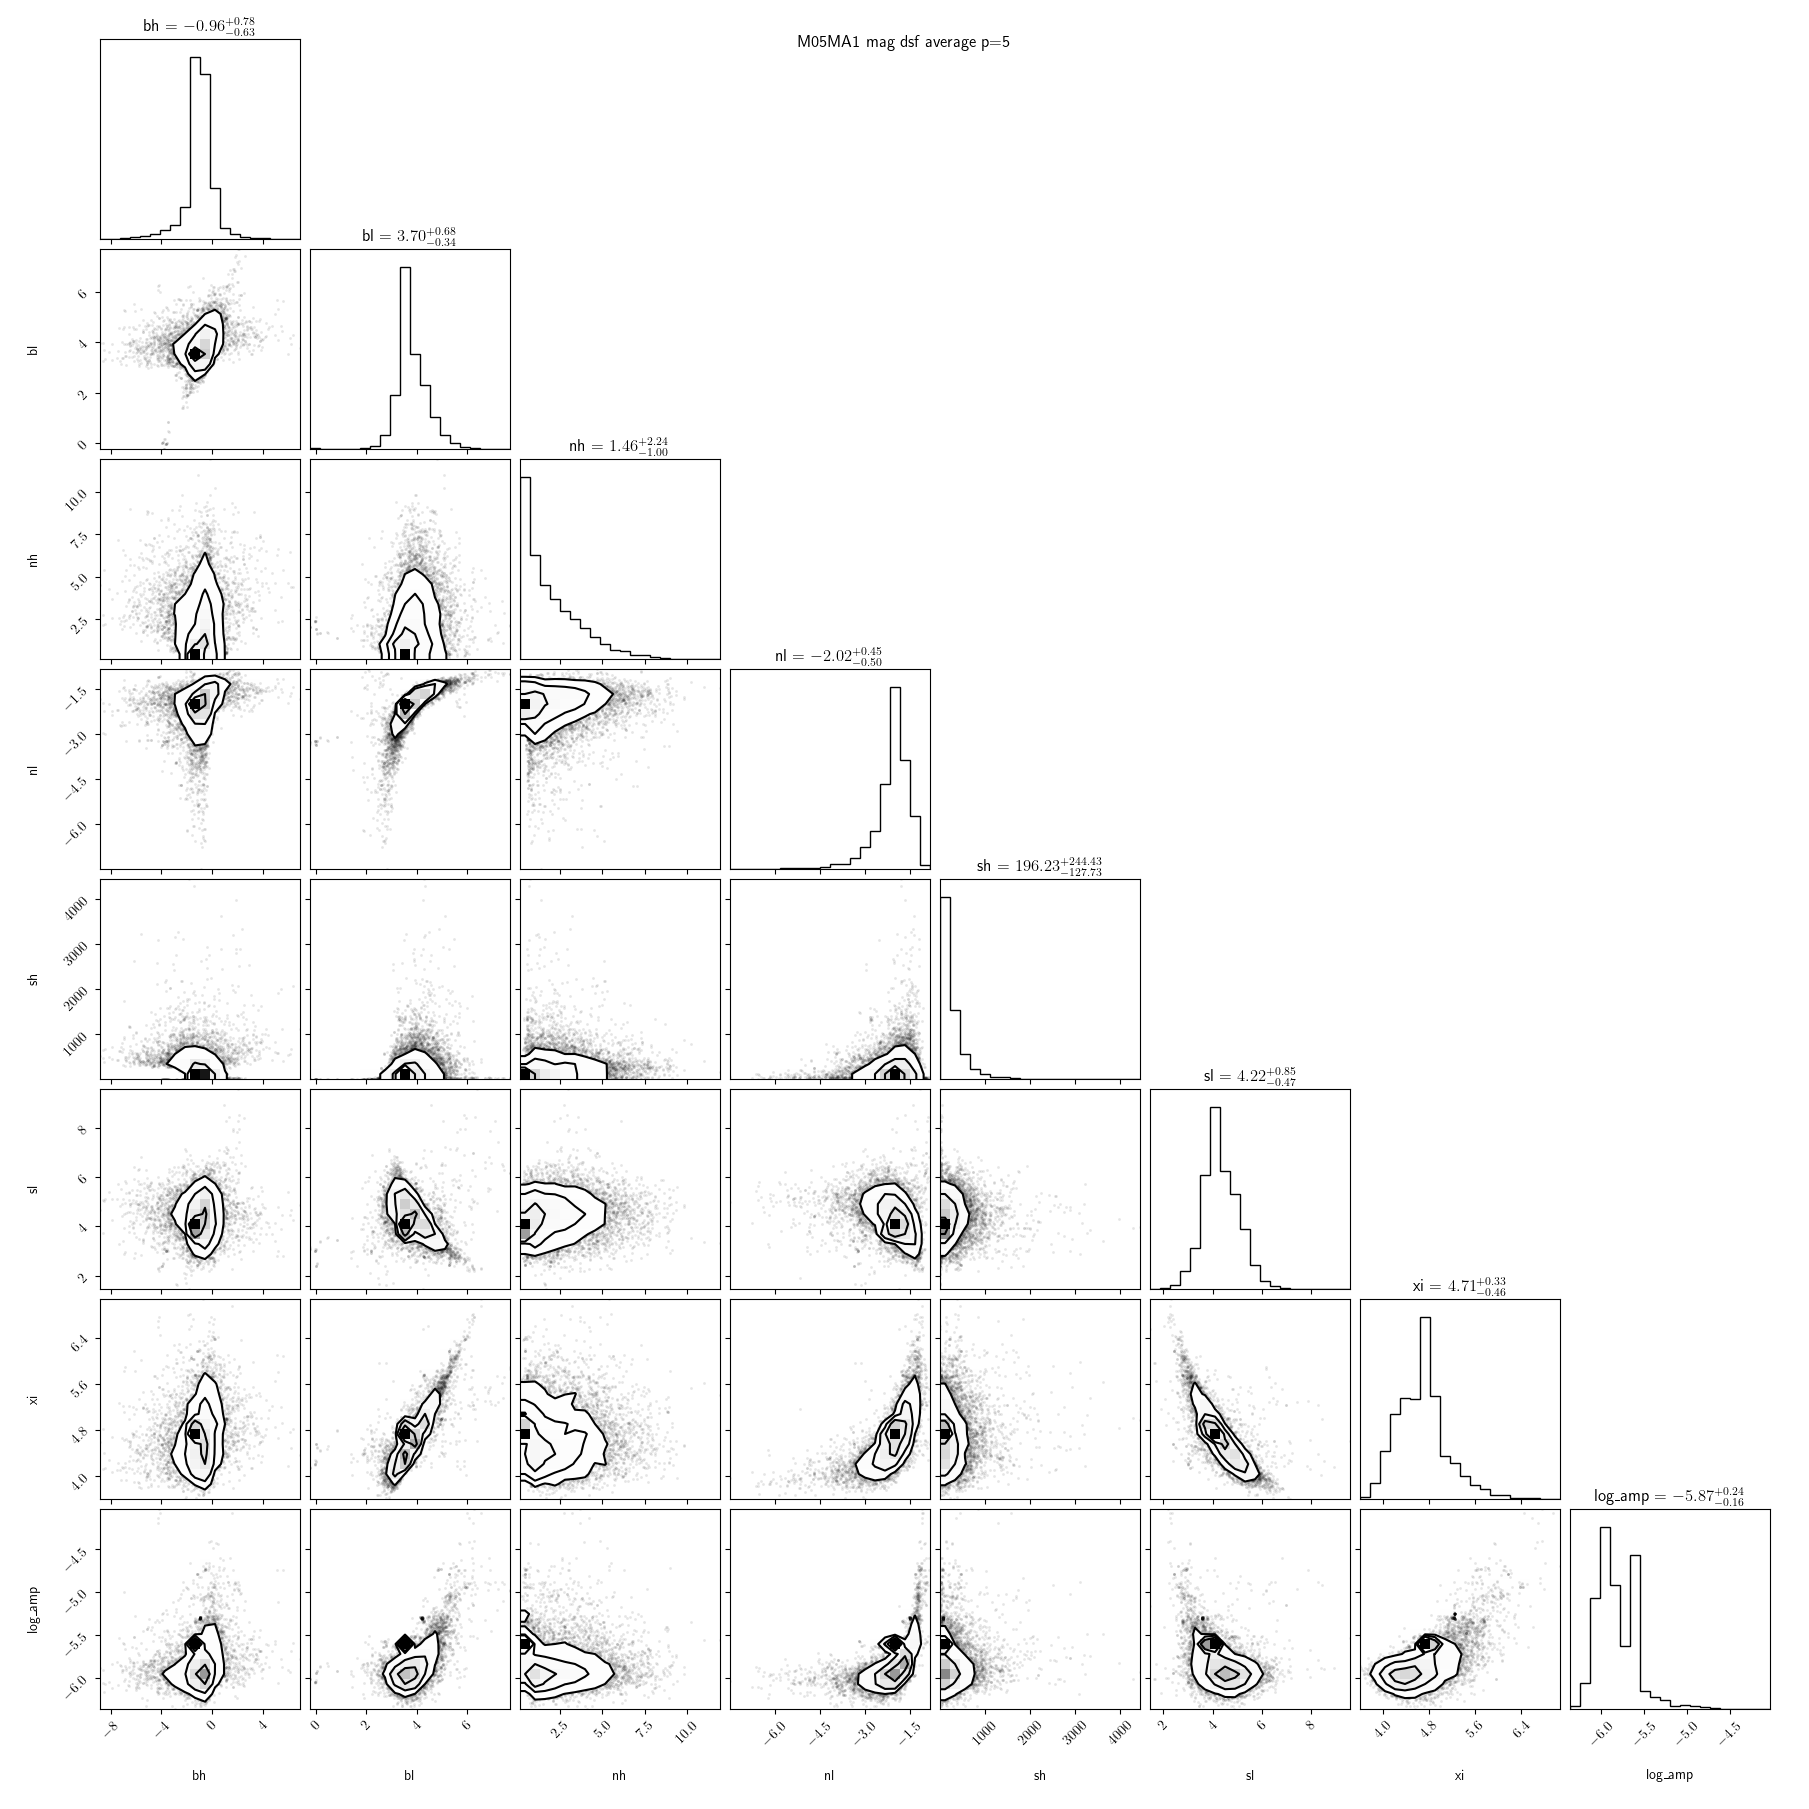 M05MA1 mag dsf average p=5
bh = −0.96+0.78−0.63
bl = 3.70+0.68−0.34
bl
6
4
2
0
nh = 1.46+2.24−1.00
nh
10.0
7.5
5.0
2.5
nl = −2.02+0.45−0.50
nl
−1.5
−3.0
−4.5
−6.0
sh = 196.23+244.43−127.73
sh
4000
3000
2000
1000
sl = 4.22+0.85−0.47
sl
8
6
4
2
xi = 4.71+0.33−0.46
xi
6.4
5.6
4.8
4.0
log_amp = −5.87+0.24−0.16
log_amp
−4.5
−5.0
−5.5
−6.0
−8 −4 0 4
0 2 4 6
2.5 5.0 7.5 10.0
−6.0 −4.5 −3.0 −1.5
1000 2000 3000 4000
2 4 6 8
4.0 4.8 5.6 6.4
−6.0 −5.5 −5.0 −4.5
bh bl nh nl sh sl xi log_amp